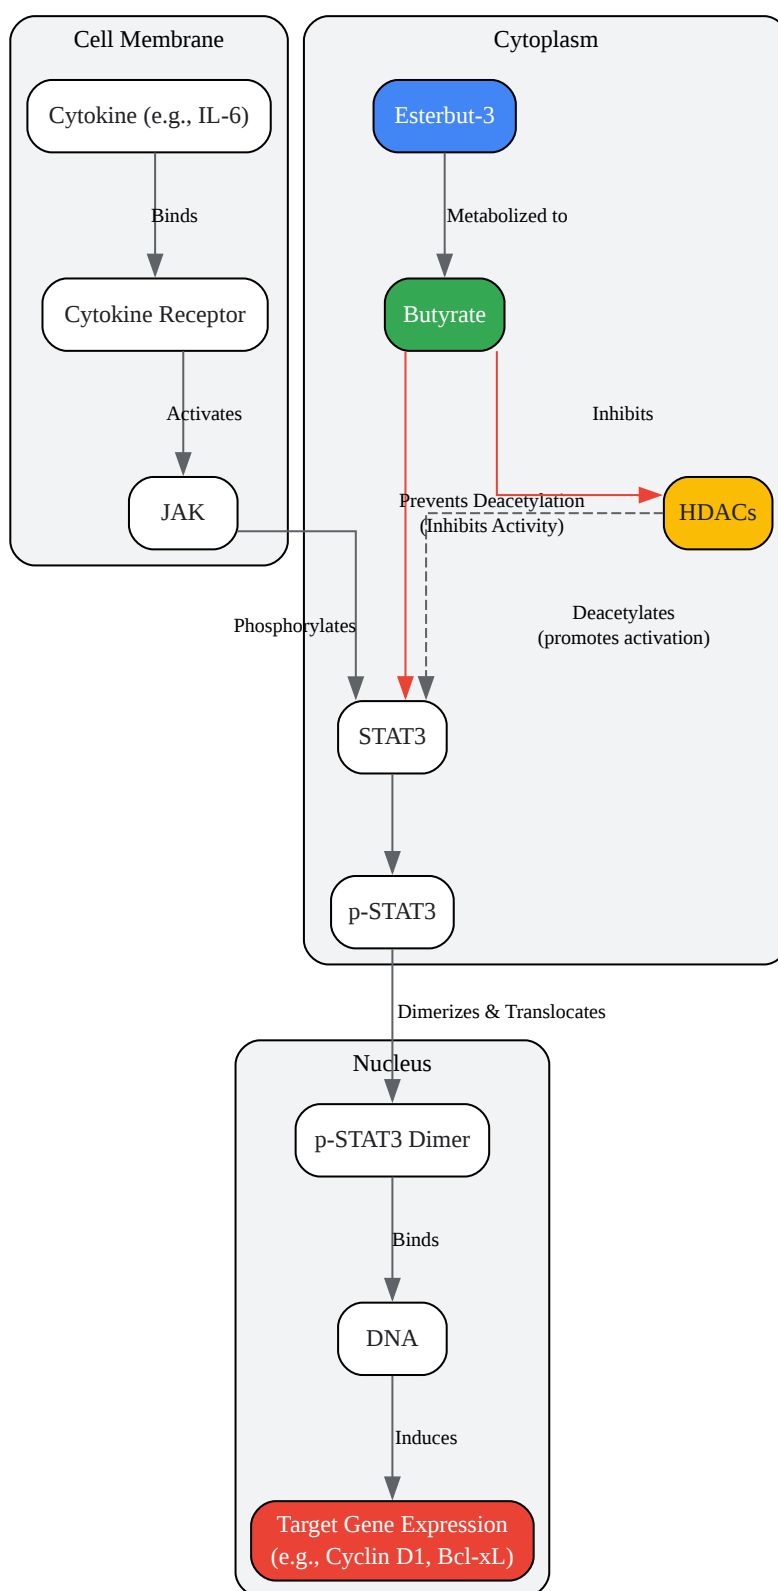 Cell Membrane
Cytokine (e.g., IL-6)
Binds
Cytokine Receptor
Activates
JAK
Phosphorylates
Cytoplasm
Esterbut-3
Metabolized to
Butyrate
Inhibits
Prevents Deacetylation
(Inhibits Activity)
HDACs
Deacetylates
(promotes activation)
STAT3
p-STAT3
Dimerizes & Translocates
Nucleus
p-STAT3 Dimer
Binds
DNA
Induces
Target Gene Expression
(e.g., Cyclin D1, Bcl-xL)